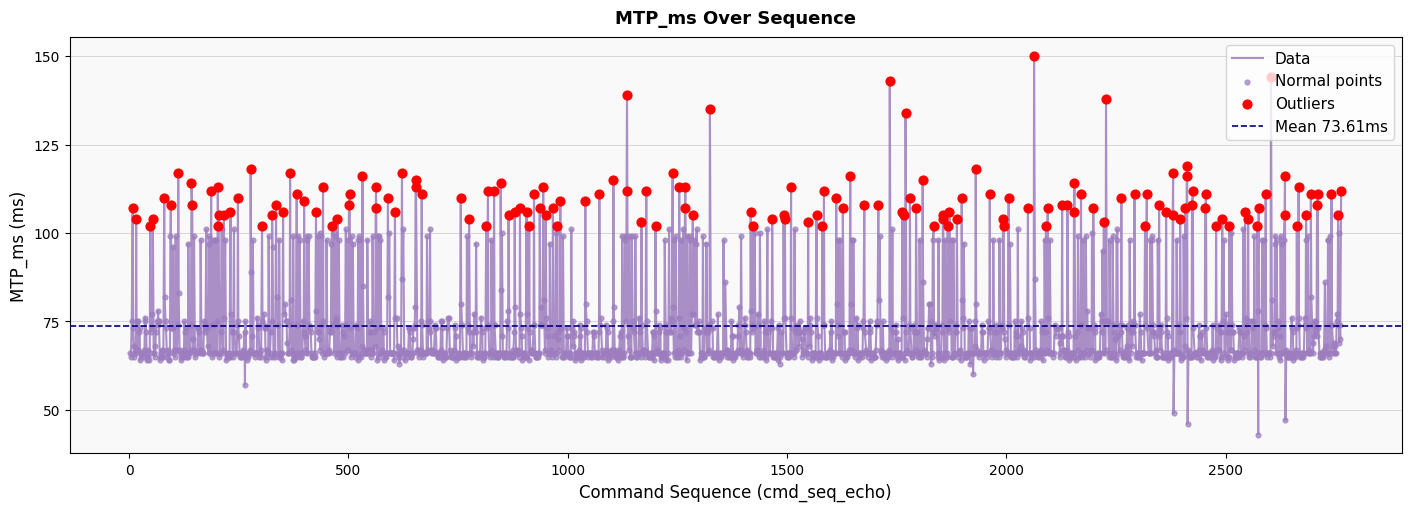 MTP_ms Over Sequence
150
125
100
75
50
MTP_ms (ms)
Data
Normal points
Outliers
Mean 73.61ms
0
500
1000
1500
2000
2500
Command Sequence (cmd_seq_echo)